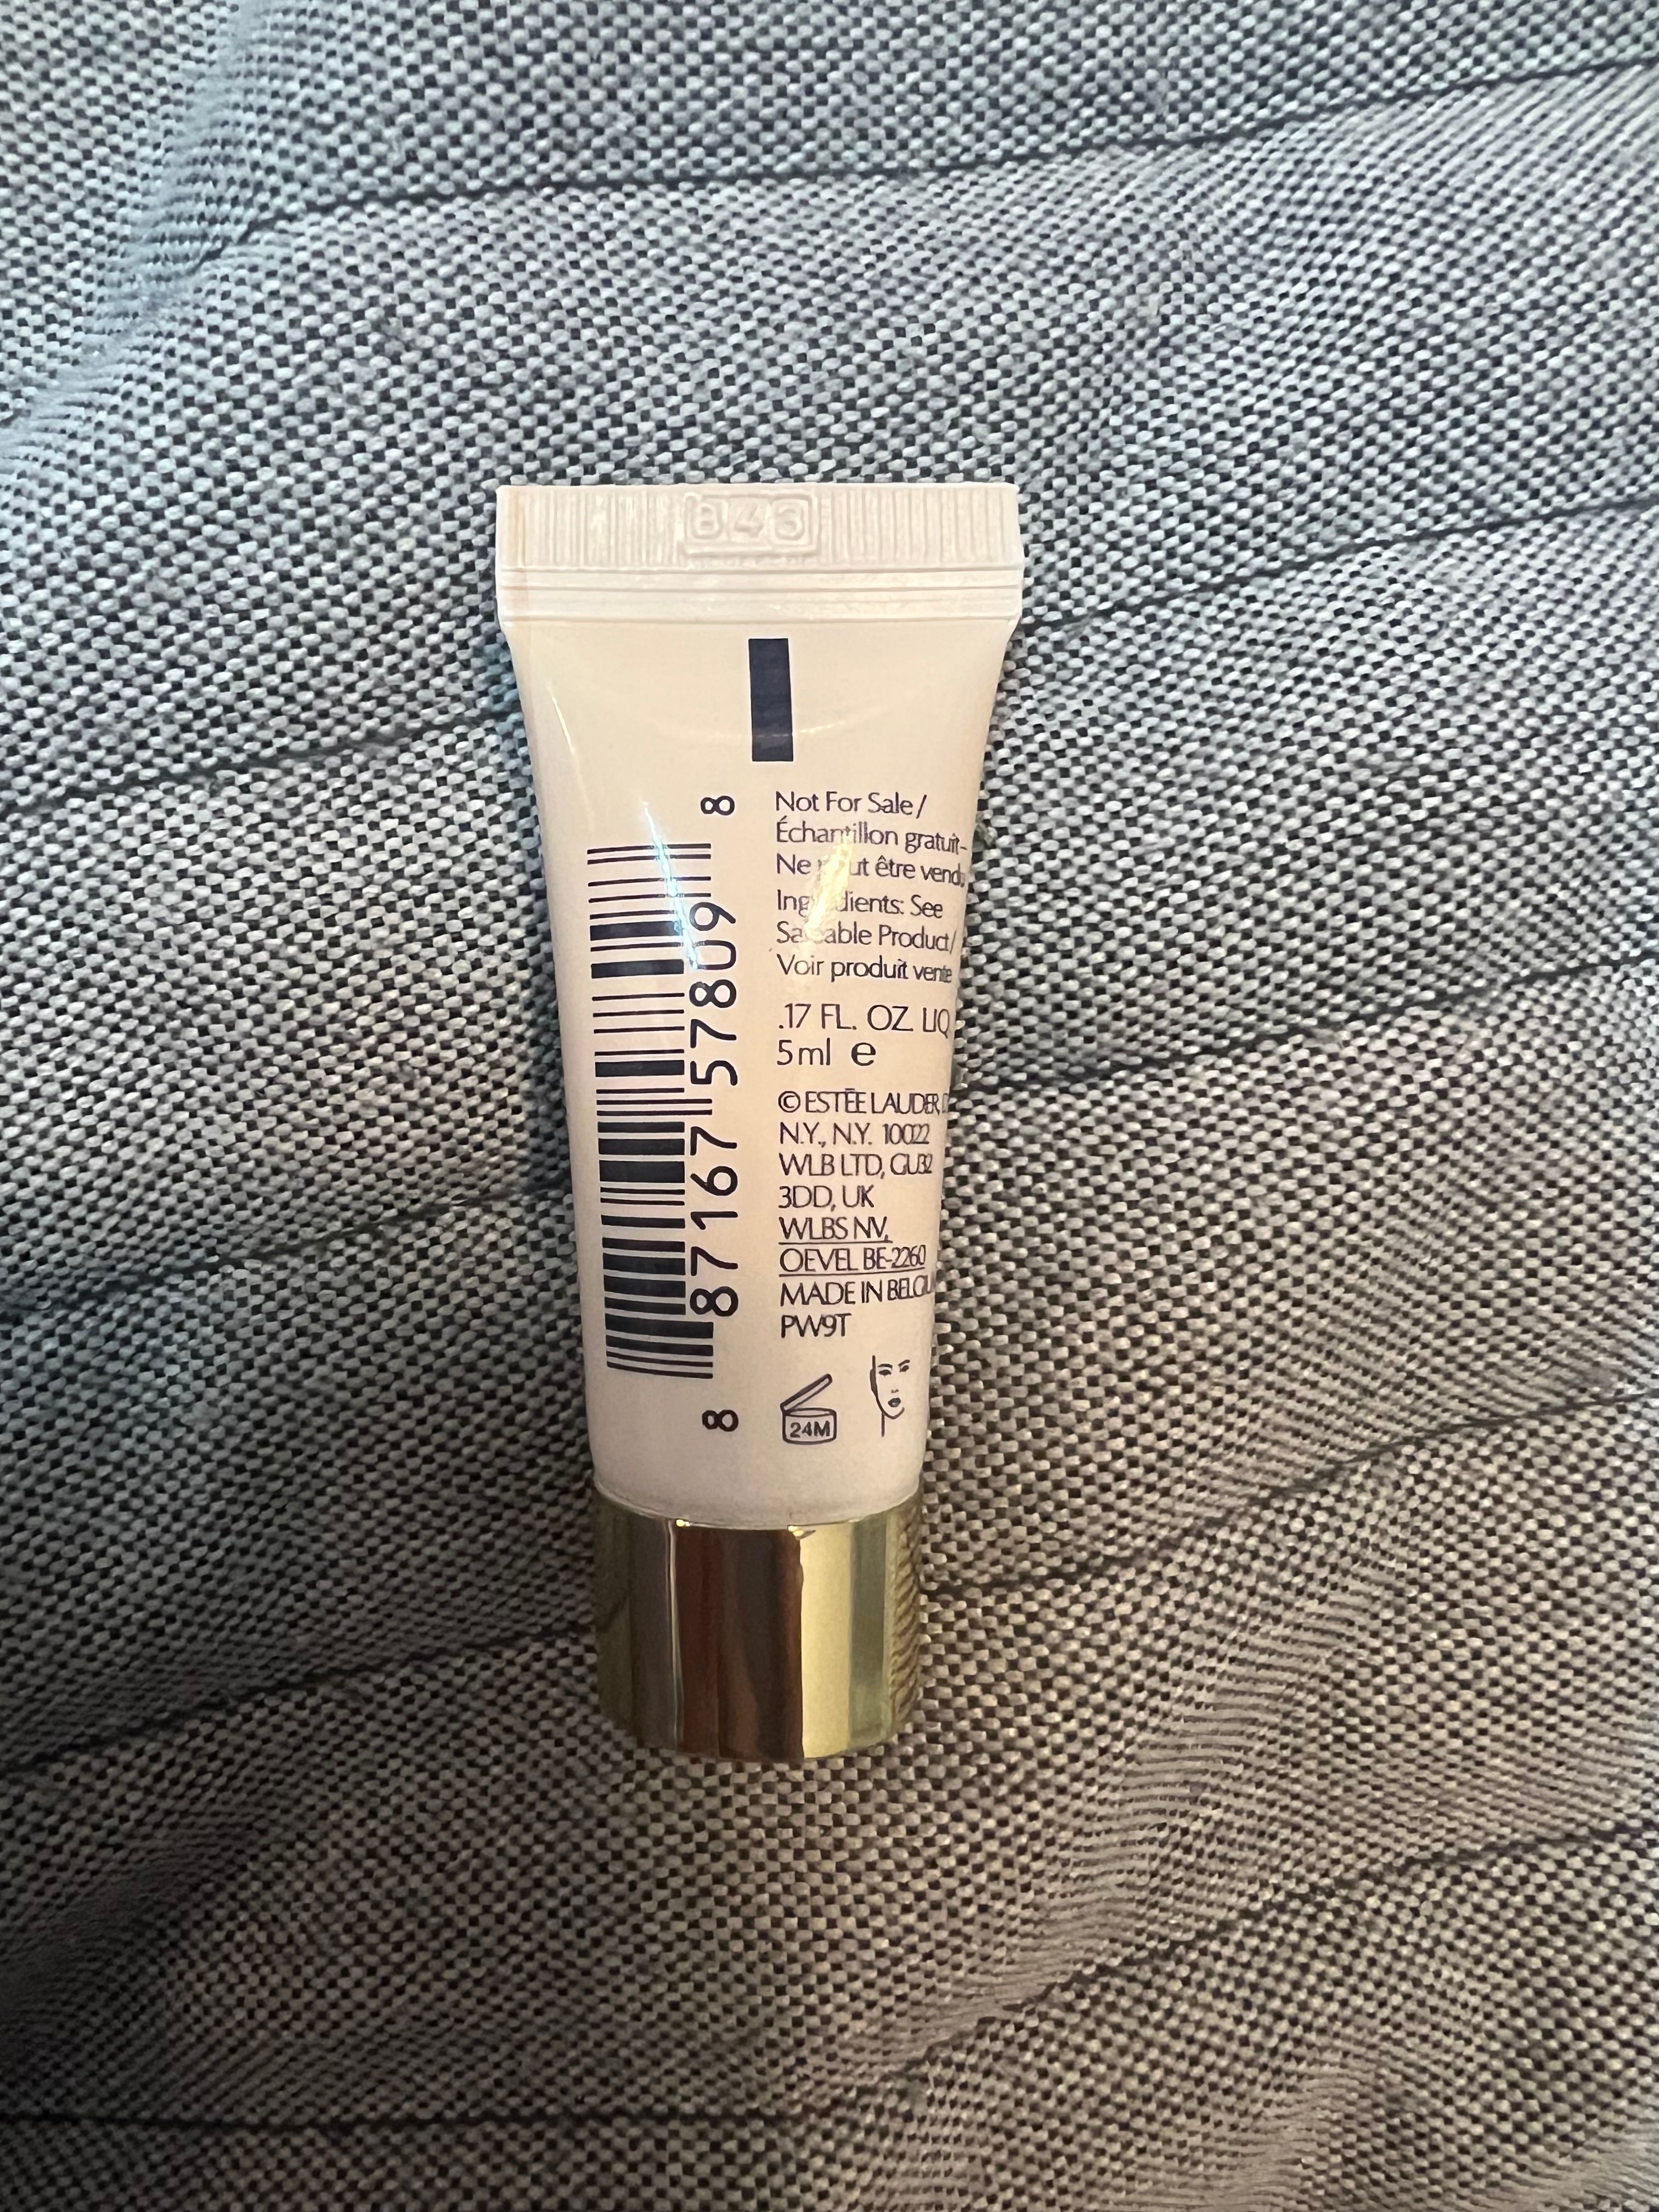 843
Not For Sale/
Échantillon gratuit-
Ne peut être vendu
Ingredients: See
Saleable Product/
Voir produit vente
.17 FL. OZ. LIQ.
5ml e
© ESTÉE LAUDER,
N.Y., N.Y. 10022
WLB LTD, GU32
3DD, UK
WLBS NV,
OEVEL BE-2260
MADE IN BELGIUM
PW9T
24M
8 87167 57809 8